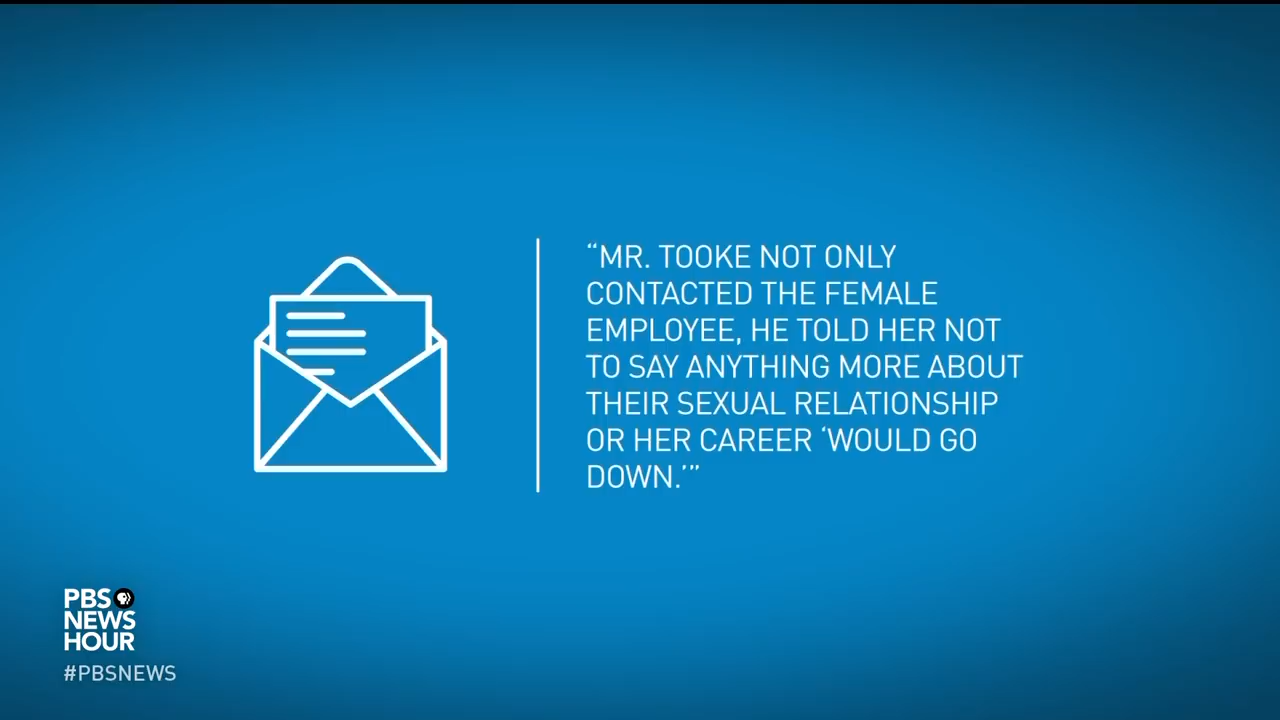 “MR. TOOKE NOT ONLY
CONTACTED THE FEMALE
EMPLOYEE, HE TOLD HER NOT
TO SAY ANYTHING MORE ABOUT
THEIR SEXUAL RELATIONSHIP
OR HER CAREER ‘WOULD GO
DOWN.’”
PBS
NEWS
HOUR
#PBSNEWS